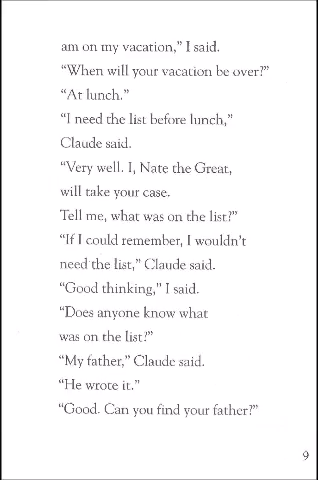 am on my vacation,” I said.
“When will your vacation be over?”
“At lunch.”
“I need the list before lunch,”
Claude said.
“Very well. I, Nate the Great,
will take your case.
Tell me, what was on the list?”
“If I could remember, I wouldn’t
need the list,” Claude said.
“Good thinking,” I said.
“Does anyone know what
was on the list?”
“My father,” Claude said.
“He wrote it.”
“Good. Can you find your father?”
9